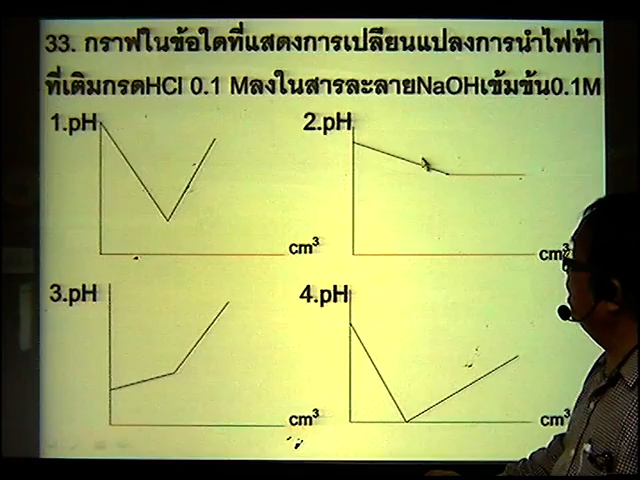 33. กราฟในข้อใดที่แสดงการเปลียนแปลงการนำไฟฟ้า
ที่เติมกรดHCl 0.1 MลงในสารละลายNaOHเข้มข้น0.1M
1.pH
2.pH
cm³
cm³
3.pH
4.pH
cm³
cm³